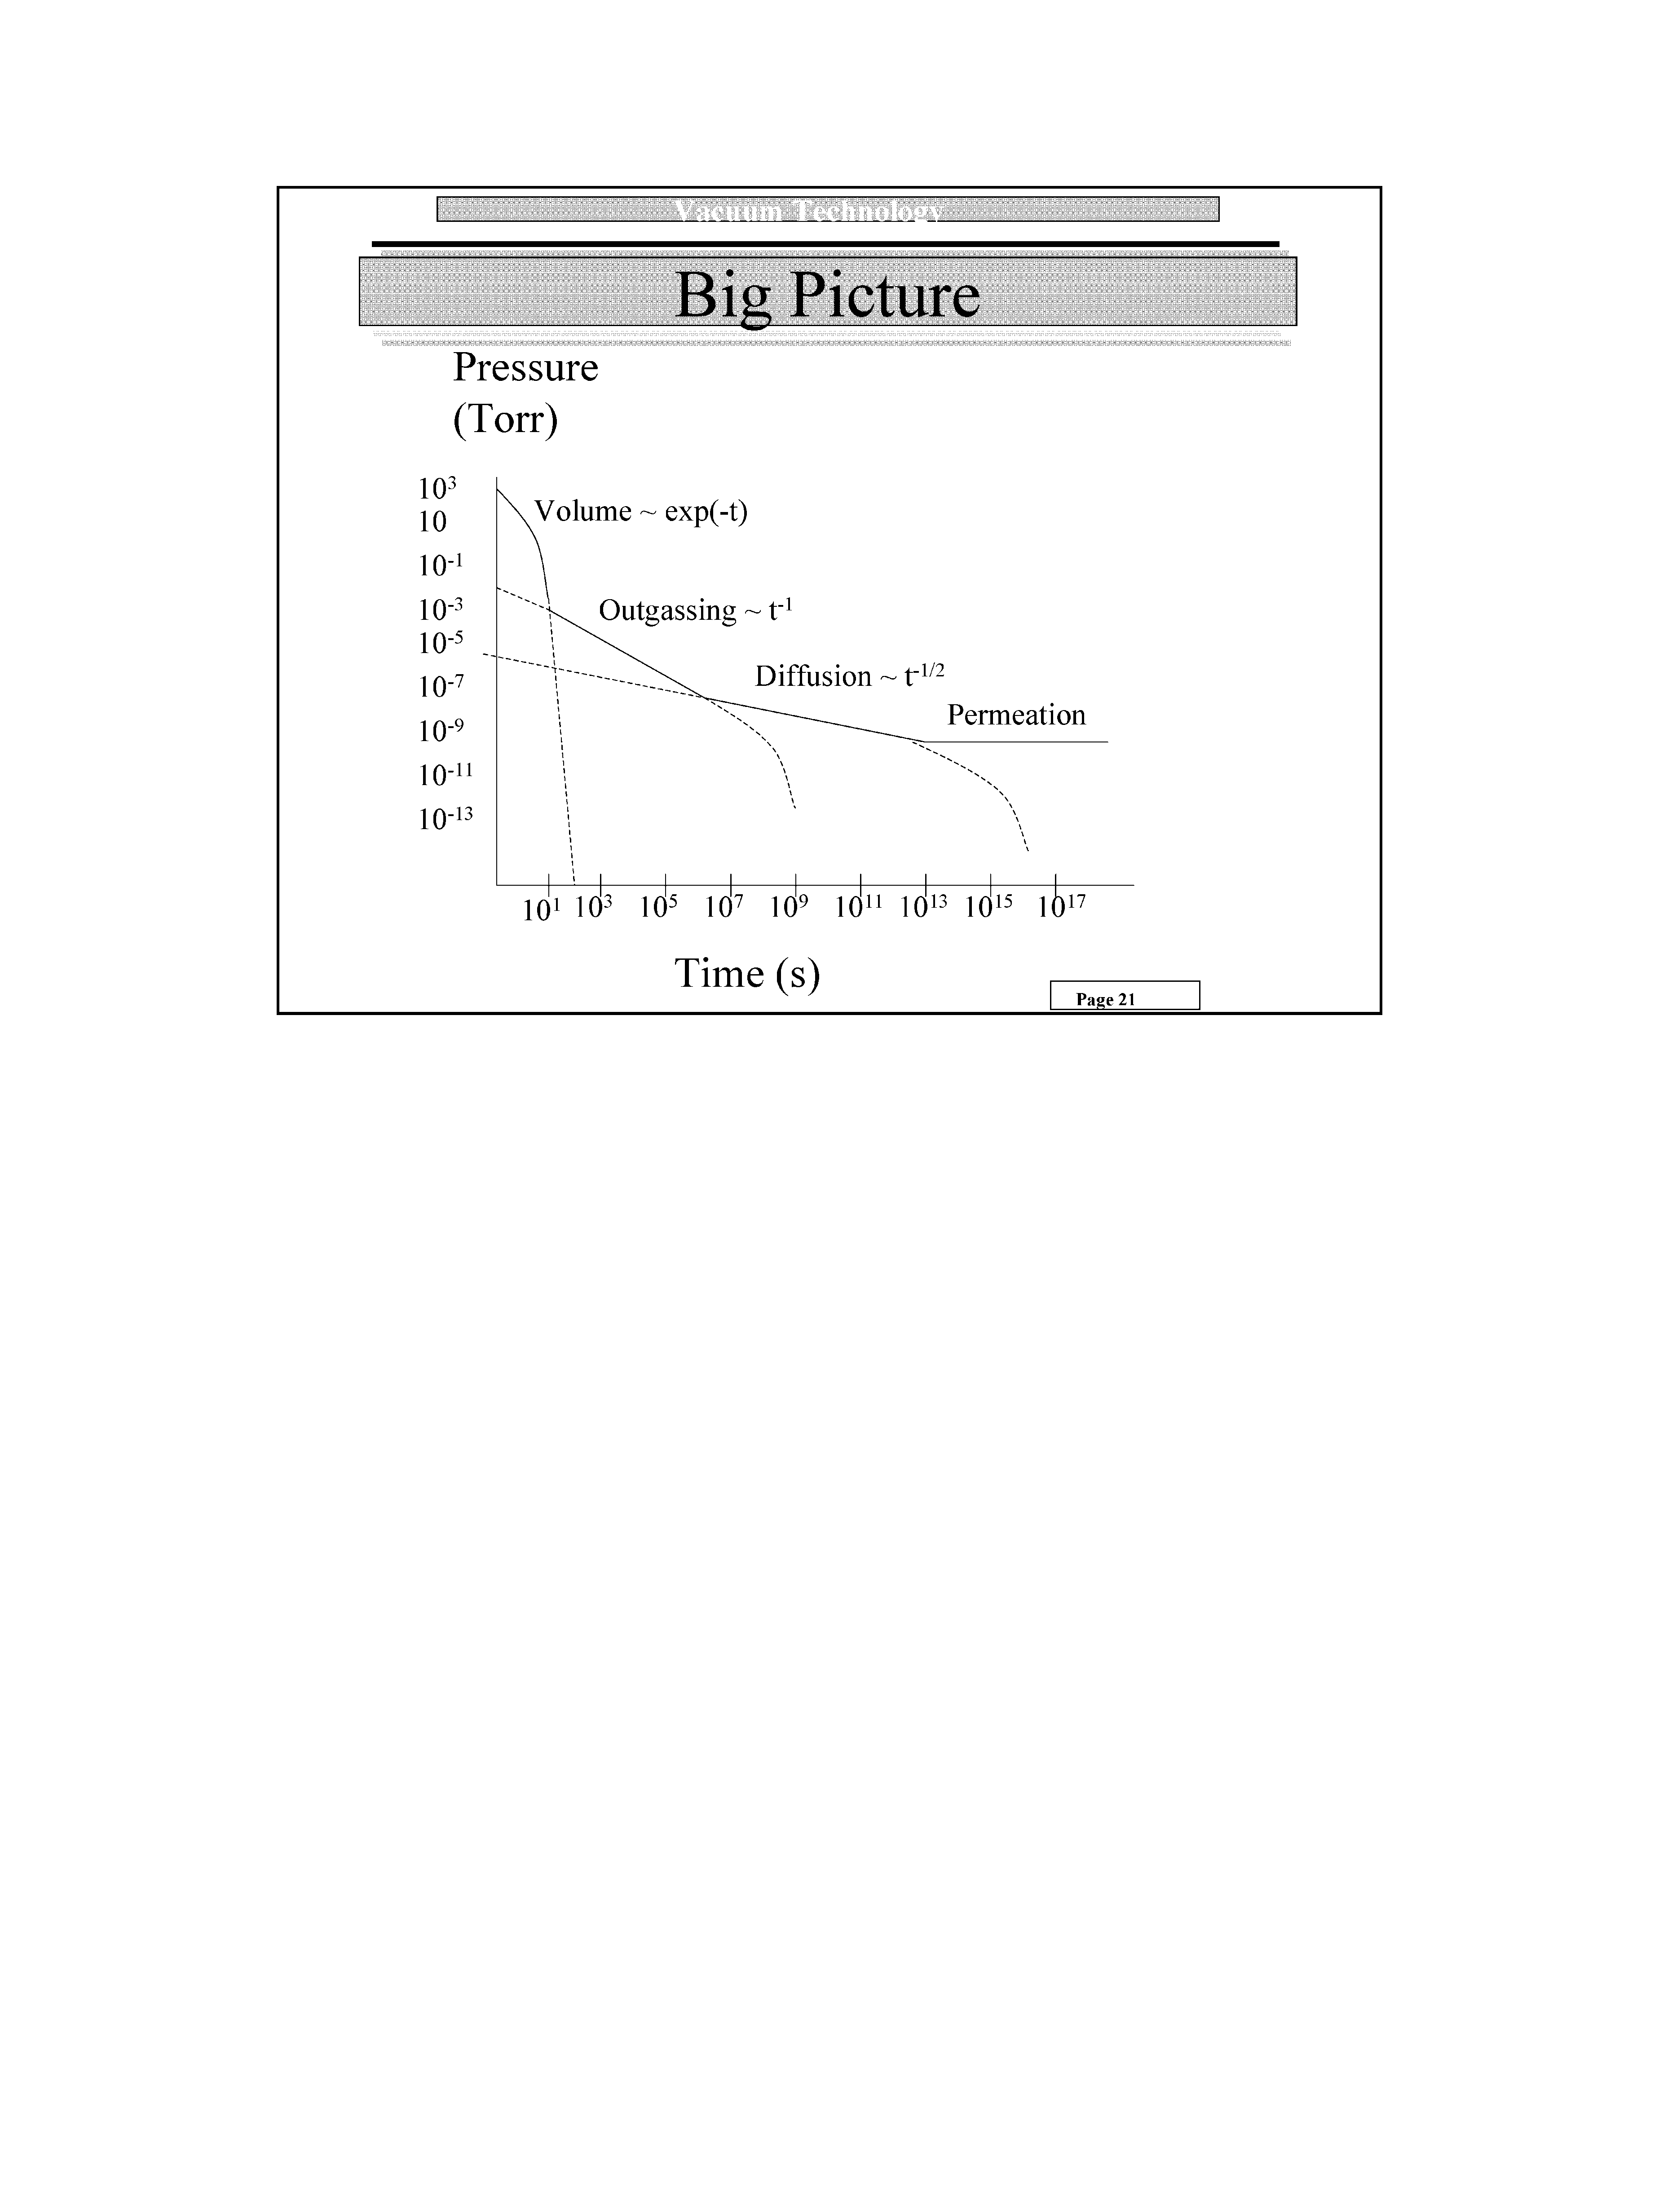 Vacuum Technology
Big Picture
Pressure
(Torr)
10³
10
10⁻¹
10⁻³
10⁻⁵
10⁻⁷
10⁻⁹
10⁻¹¹
10⁻¹³
Volume ~ exp(-t)
Outgassing ~ t⁻¹
Diffusion ~ t⁻¹/²
Permeation
10¹ 10³ 10⁵ 10⁷ 10⁹ 10¹¹ 10¹³ 10¹⁵ 10¹⁷
Time (s)
Page 21